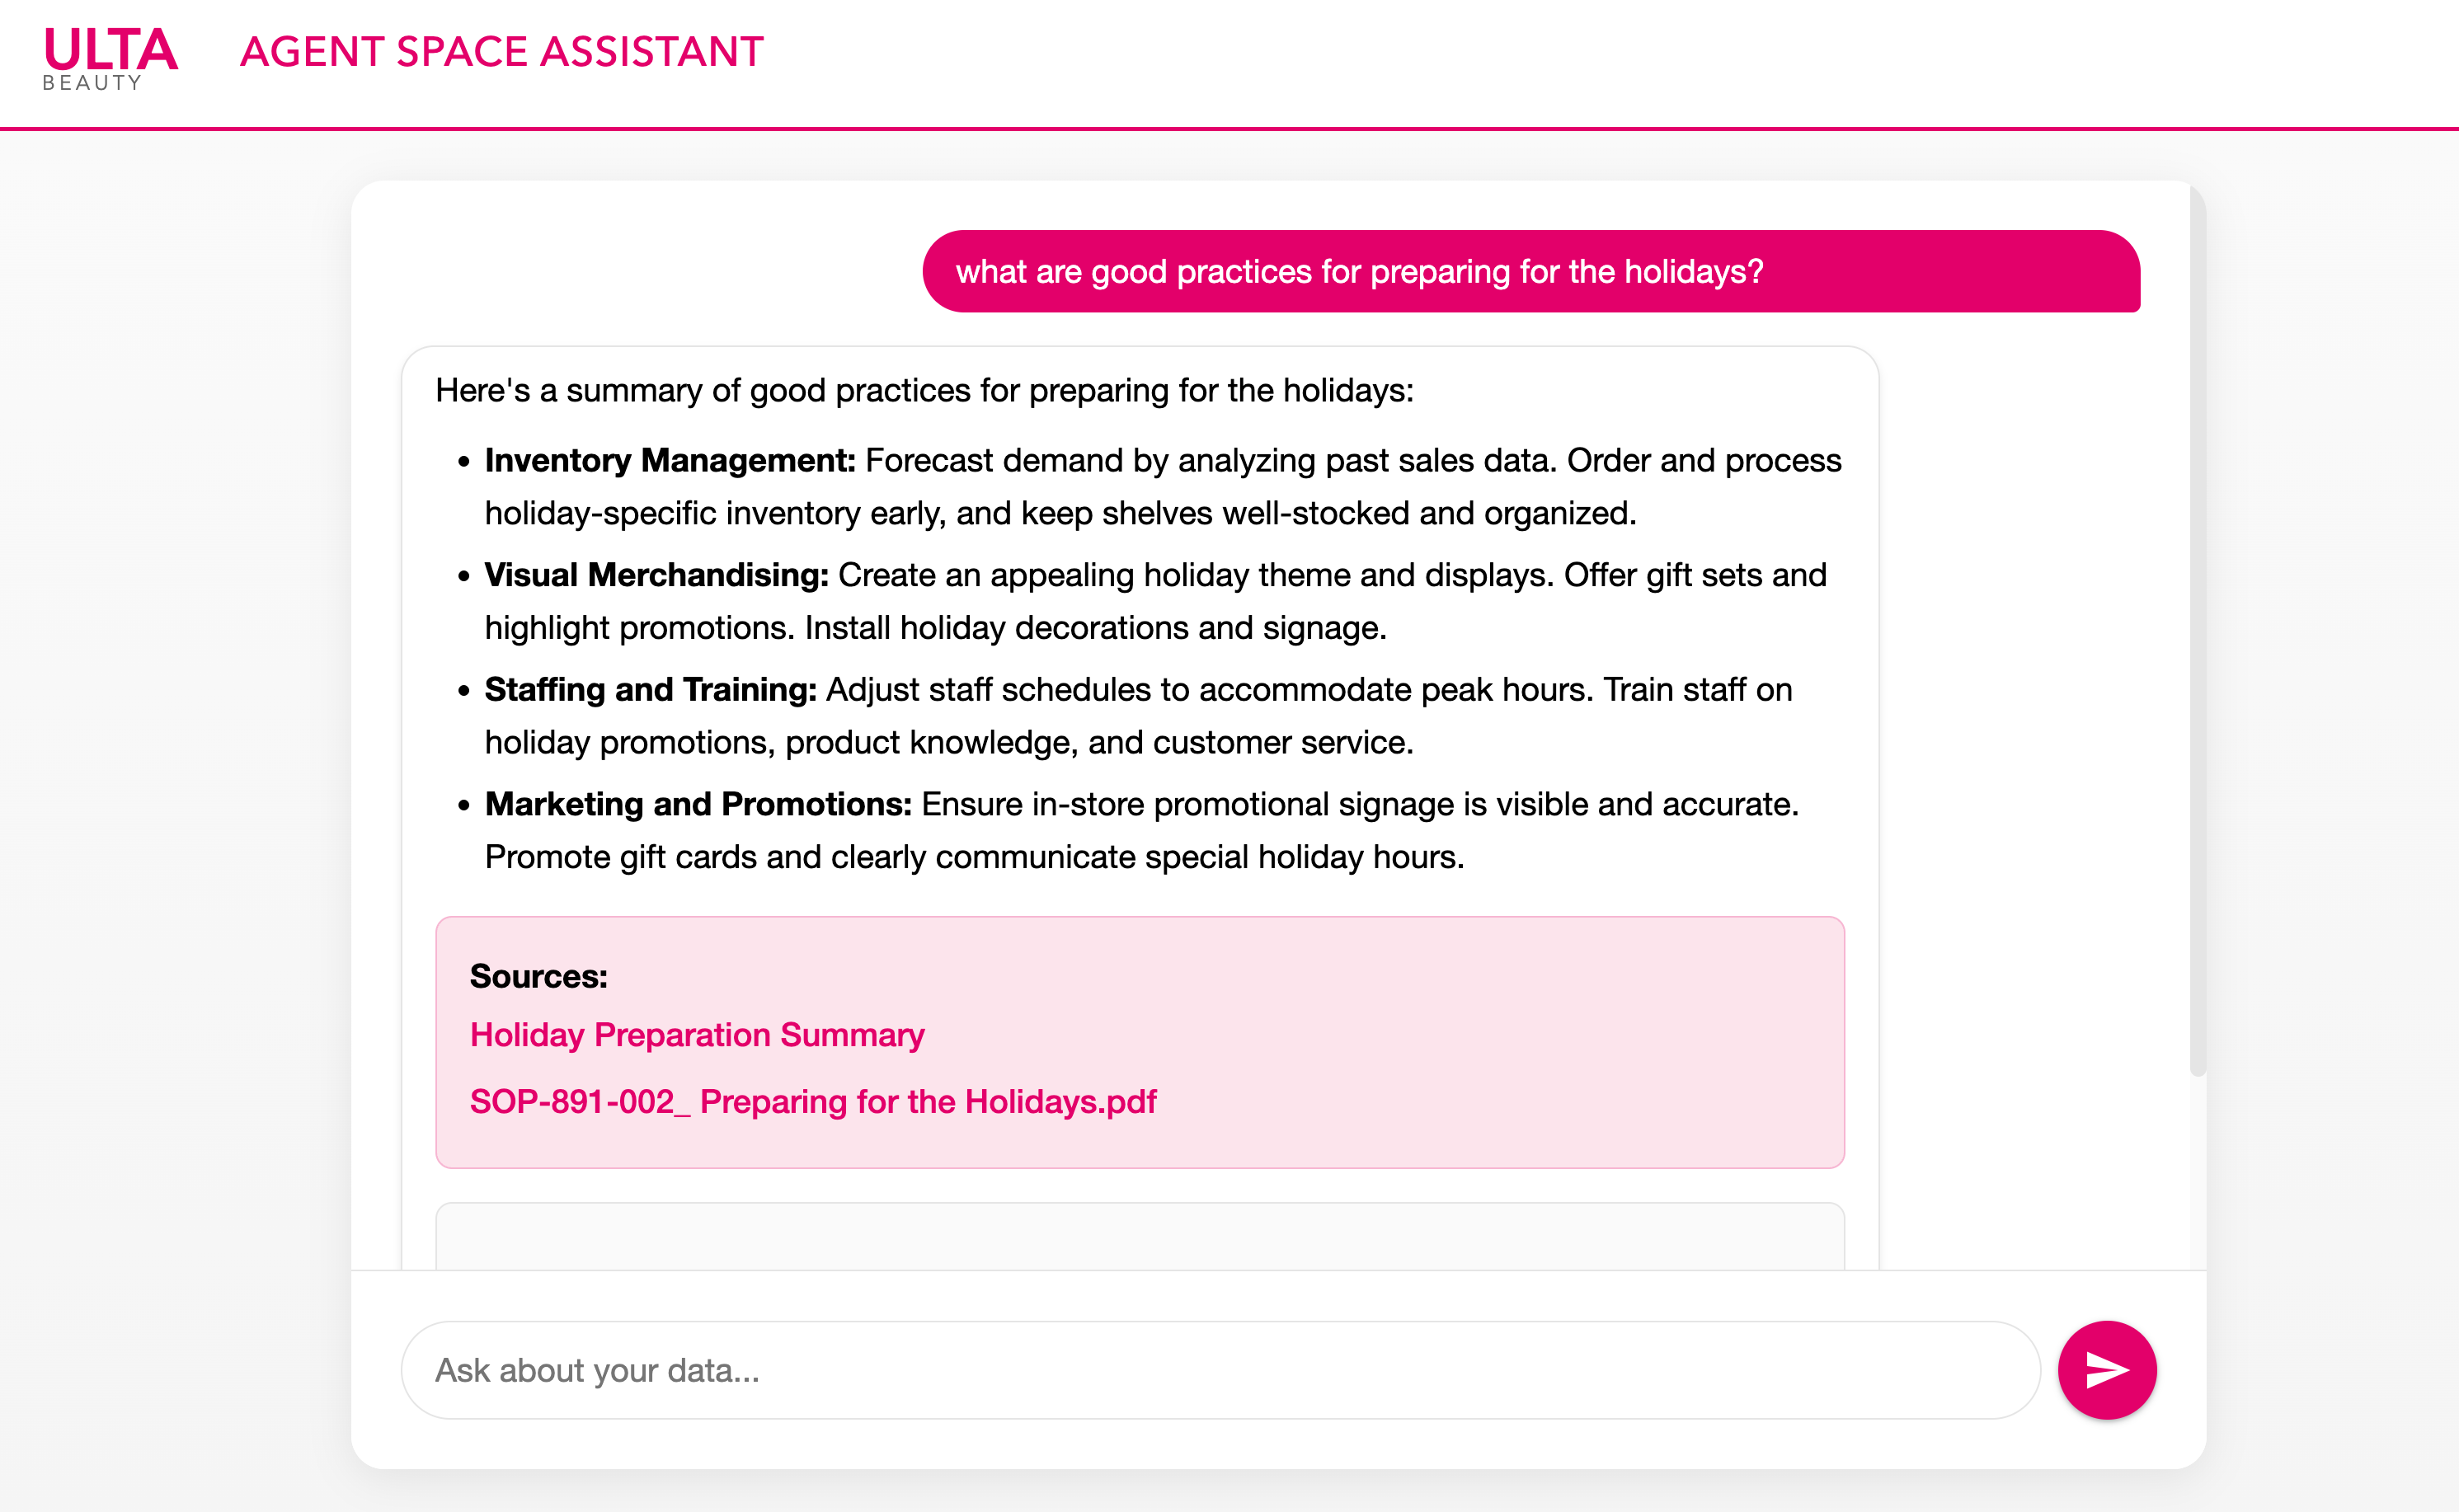 ULTA
BEAUTY
AGENT SPACE ASSISTANT
what are good practices for preparing for the holidays?
Here's a summary of good practices for preparing for the holidays:
• Inventory Management: Forecast demand by analyzing past sales data. Order and process
holiday-specific inventory early, and keep shelves well-stocked and organized.
• Visual Merchandising: Create an appealing holiday theme and displays. Offer gift sets and
highlight promotions. Install holiday decorations and signage.
• Staffing and Training: Adjust staff schedules to accommodate peak hours. Train staff on
holiday promotions, product knowledge, and customer service.
• Marketing and Promotions: Ensure in-store promotional signage is visible and accurate.
Promote gift cards and clearly communicate special holiday hours.
Sources:
Holiday Preparation Summary
SOP-891-002_ Preparing for the Holidays.pdf
Ask about your data...